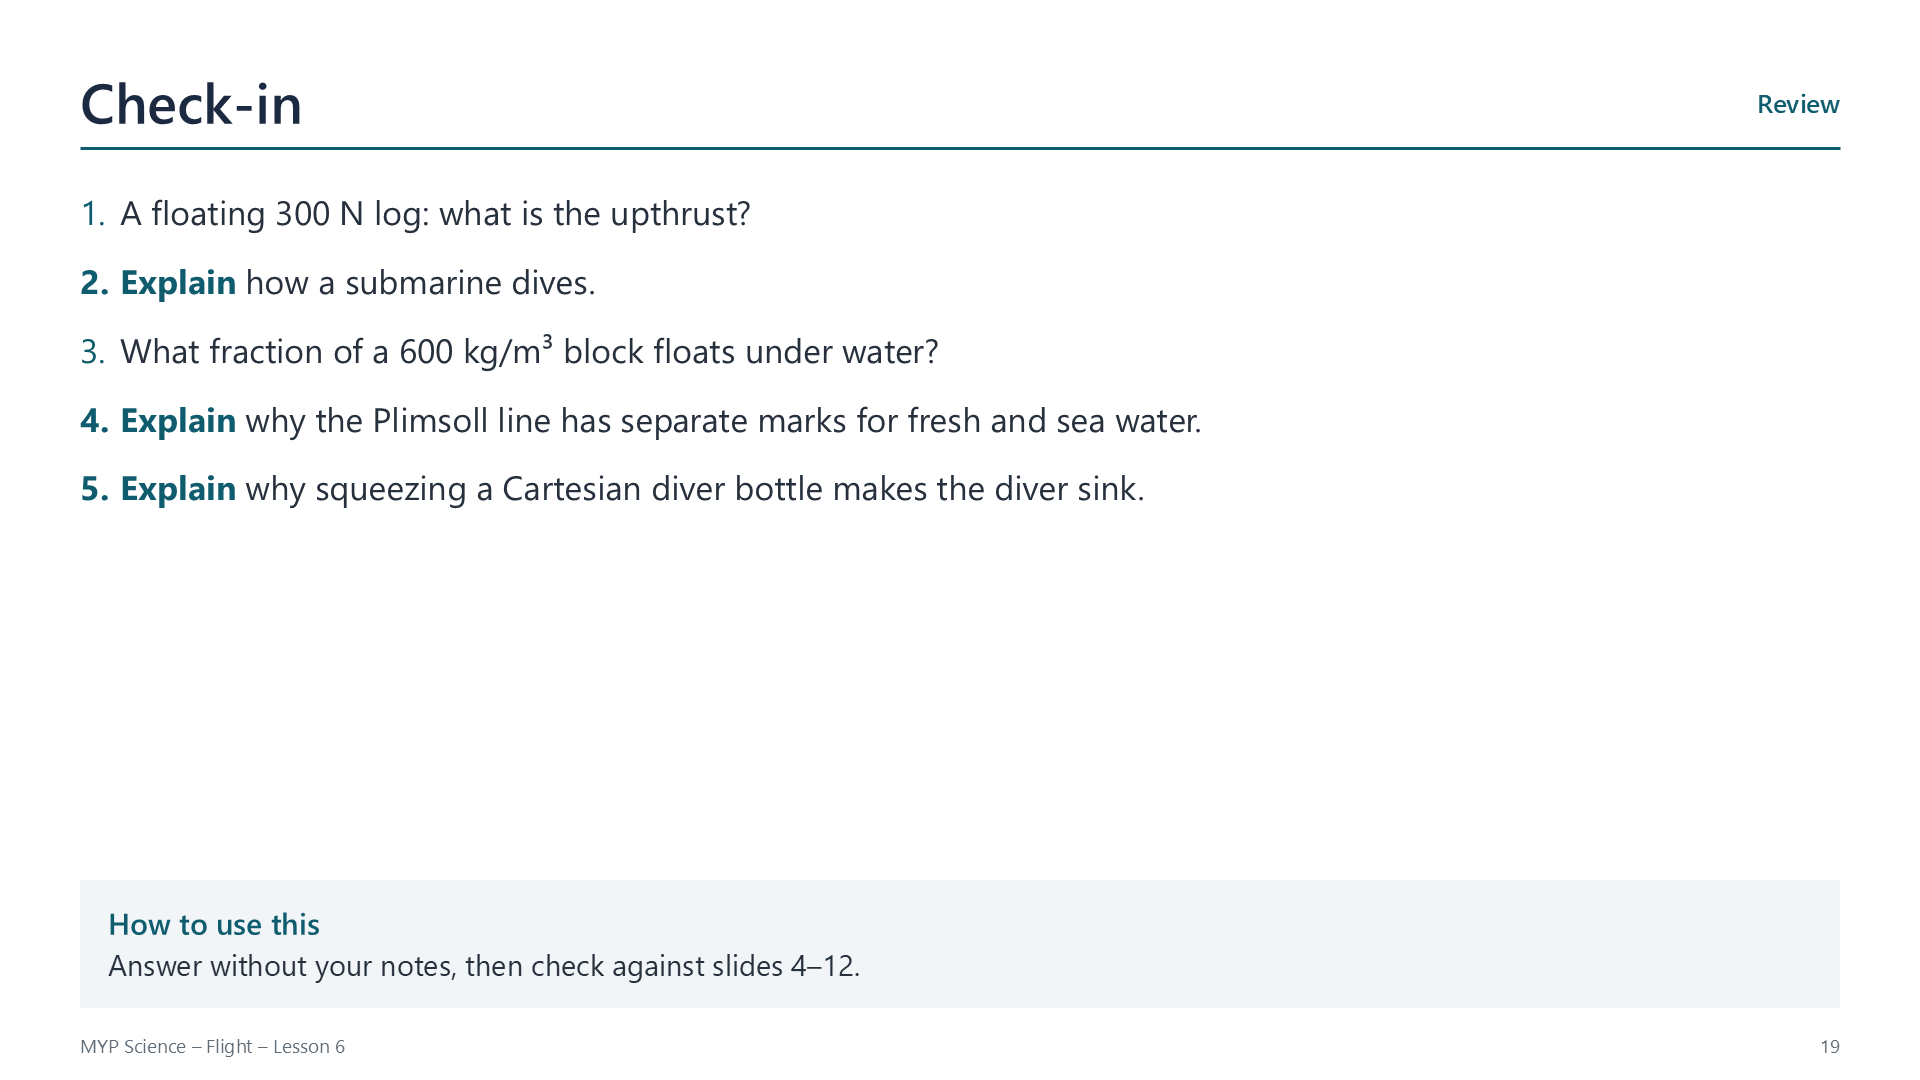 Check-in
Review
1. A floating 300 N log: what is the upthrust?
2. Explain how a submarine dives.
3. What fraction of a 600 kg/m³ block floats under water?
4. Explain why the Plimsoll line has separate marks for fresh and sea water.
5. Explain why squeezing a Cartesian diver bottle makes the diver sink.
How to use this
Answer without your notes, then check against slides 4–12.
MYP Science – Flight – Lesson 6
19